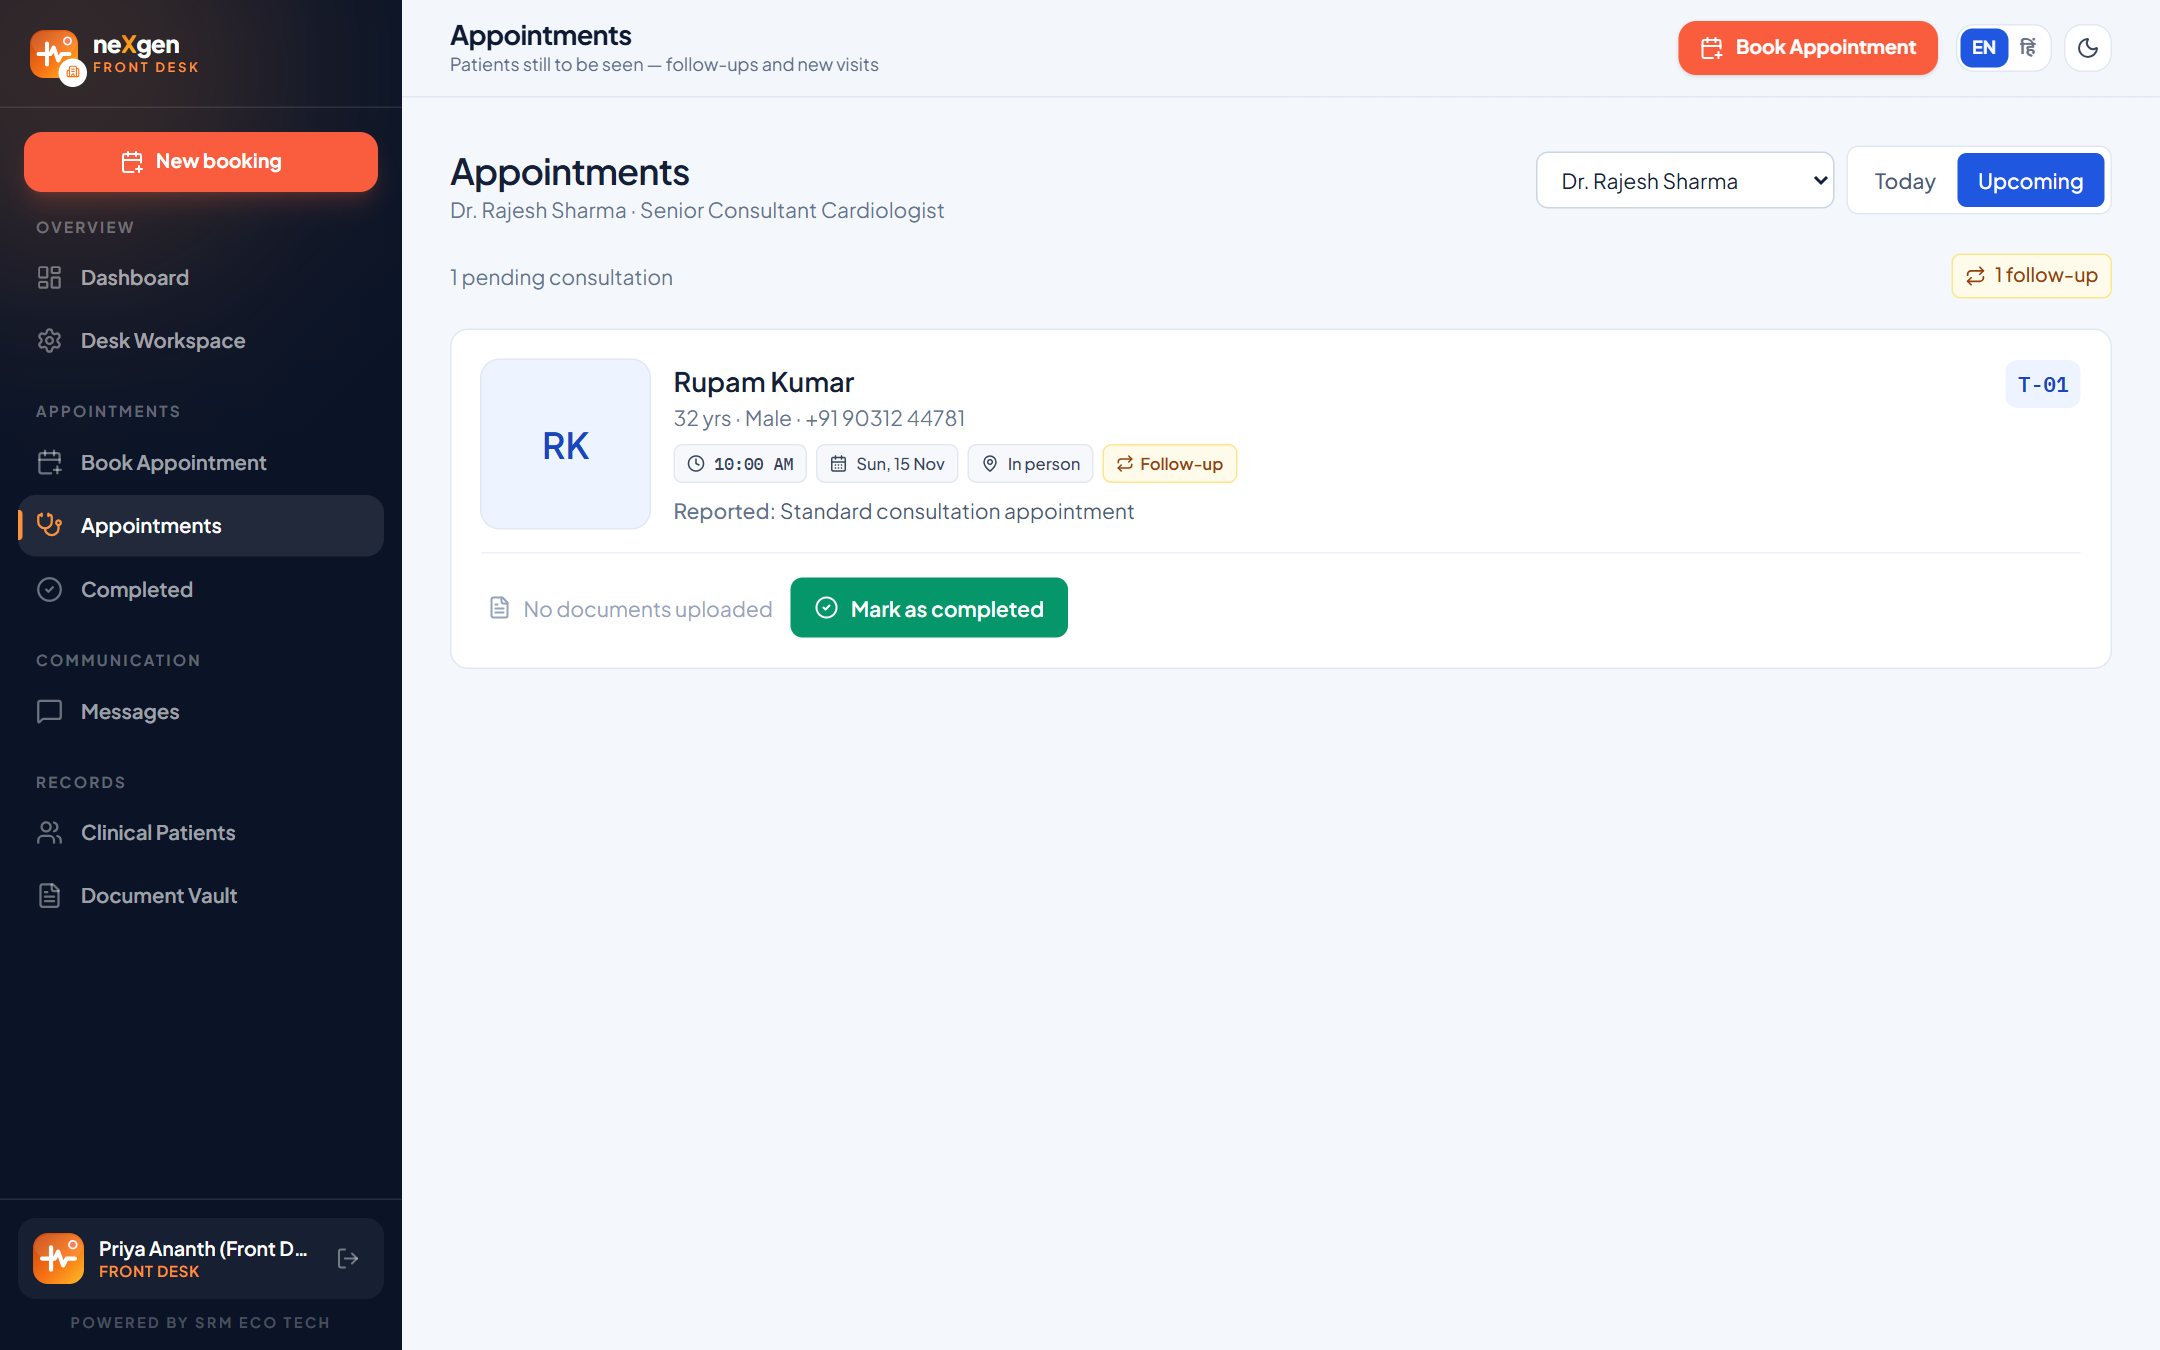 neXgen
FRONT DESK
New booking
OVERVIEW
Dashboard
Desk Workspace
APPOINTMENTS
Book Appointment
Appointments
Completed
COMMUNICATION
Messages
RECORDS
Clinical Patients
Document Vault
Priya Ananth (Front D...
FRONT DESK
POWERED BY SRM ECO TECH
Appointments
Patients still to be seen — follow-ups and new visits
Book Appointment
EN
हिं
Appointments
Dr. Rajesh Sharma · Senior Consultant Cardiologist
Dr. Rajesh Sharma
Today
Upcoming
1 pending consultation
1 follow-up
RK
Rupam Kumar
32 yrs · Male · +91 90312 44781
10:00 AM
Sun, 15 Nov
In person
Follow-up
Reported: Standard consultation appointment
T-01
No documents uploaded
Mark as completed